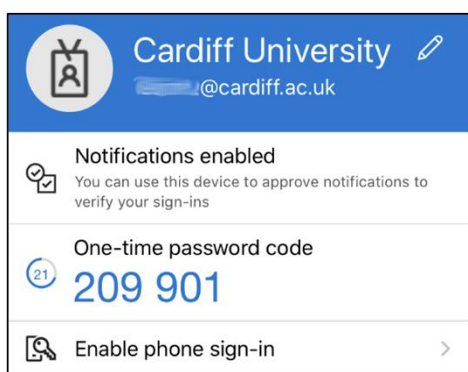 Cardiff University
@cardiff.ac.uk
Notifications enabled
You can use this device to approve notifications to
verify your sign-ins
One-time password code
21
209 901
Enable phone sign-in